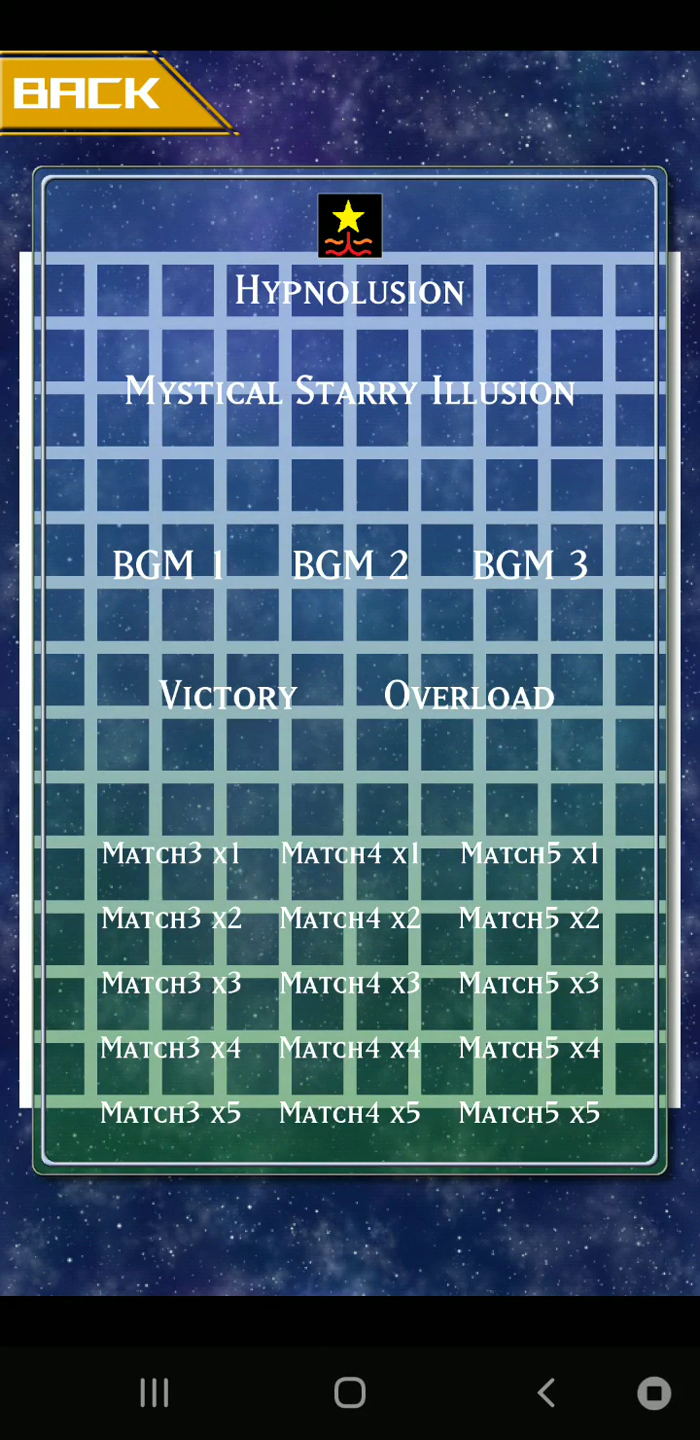 BACK
Hypnolusion
Mystical Starry Illusion
BGM 1 BGM 2 BGM 3
Victory Overload
Match3 x1 Match4 x1 Match5 x1
Match3 x2 Match4 x2 Match5 x2
Match3 x3 Match4 x3 Match5 x3
Match3 x4 Match4 x4 Match5 x4
Match3 x5 Match4 x5 Match5 x5